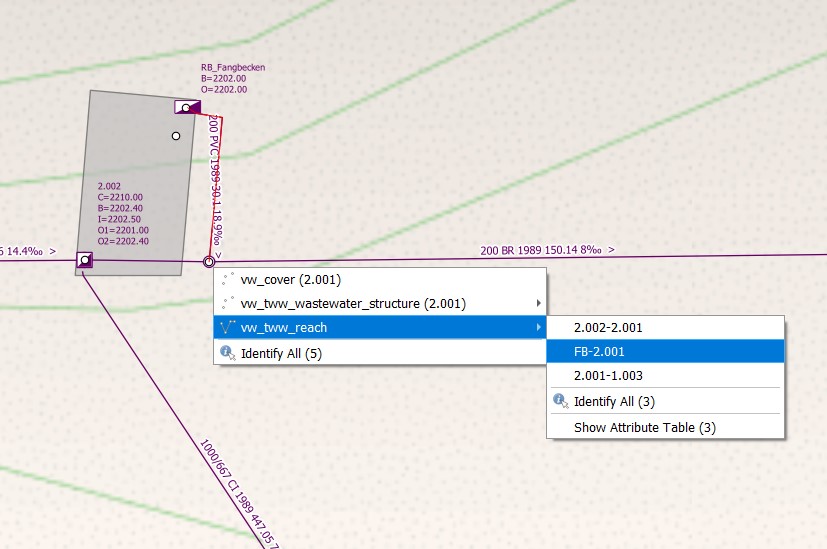 RB_Fangbecken
B=2202.00
O=2202.00
200 PVC 1989 30.1 18.9‰ >
2.002
C=2210.00
B=2202.40
I=2202.50
O1=2201.00
O2=2202.40
14.4‰ >
200 BR 1989 150.14 8‰ >
vw_cover (2.001)
vw_tww_wastewater_structure (2.001)
vw_tww_reach
Identify All (5)
2.002-2.001
FB-2.001
2.001-1.003
Identify All (3)
Show Attribute Table (3)
1000/667 CI 1989 447.05 7